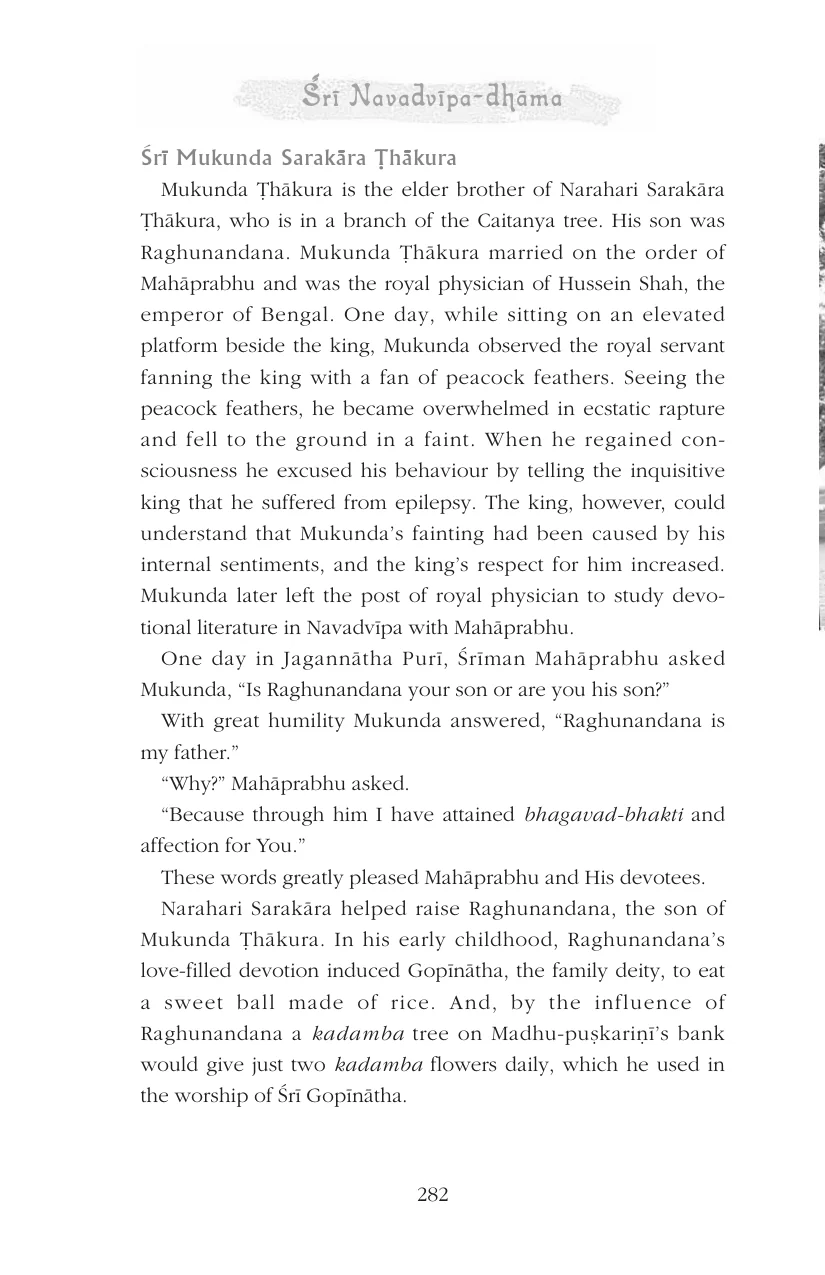 Śrī Navadvīpa-dhāma
Śrī Mukunda Sarakāra Ṭhākura
Mukunda Ṭhākura is the elder brother of Narahari Sarakāra
Ṭhākura, who is in a branch of the Caitanya tree. His son was
Raghunandana. Mukunda Ṭhākura married on the order of
Mahāprabhu and was the royal physician of Hussein Shah, the
emperor of Bengal. One day, while sitting on an elevated
platform beside the king, Mukunda observed the royal servant
fanning the king with a fan of peacock feathers. Seeing the
peacock feathers, he became overwhelmed in ecstatic rapture
and fell to the ground in a faint. When he regained con-
sciousness he excused his behaviour by telling the inquisitive
king that he suffered from epilepsy. The king, however, could
understand that Mukunda’s fainting had been caused by his
internal sentiments, and the king’s respect for him increased.
Mukunda later left the post of royal physician to study devo-
tional literature in Navadvīpa with Mahāprabhu.
One day in Jagannātha Purī, Śrīman Mahāprabhu asked
Mukunda, “Is Raghunandana your son or are you his son?”
With great humility Mukunda answered, “Raghunandana is
my father.”
“Why?” Mahāprabhu asked.
“Because through him I have attained bhagavad-bhakti and
affection for You.”
These words greatly pleased Mahāprabhu and His devotees.
Narahari Sarakāra helped raise Raghunandana, the son of
Mukunda Ṭhākura. In his early childhood, Raghunandana’s
love-filled devotion induced Gopīnātha, the family deity, to eat
a sweet ball made of rice. And, by the influence of
Raghunandana a kadamba tree on Madhu-puṣkariṇī’s bank
would give just two kadamba flowers daily, which he used in
the worship of Śrī Gopīnātha.
282